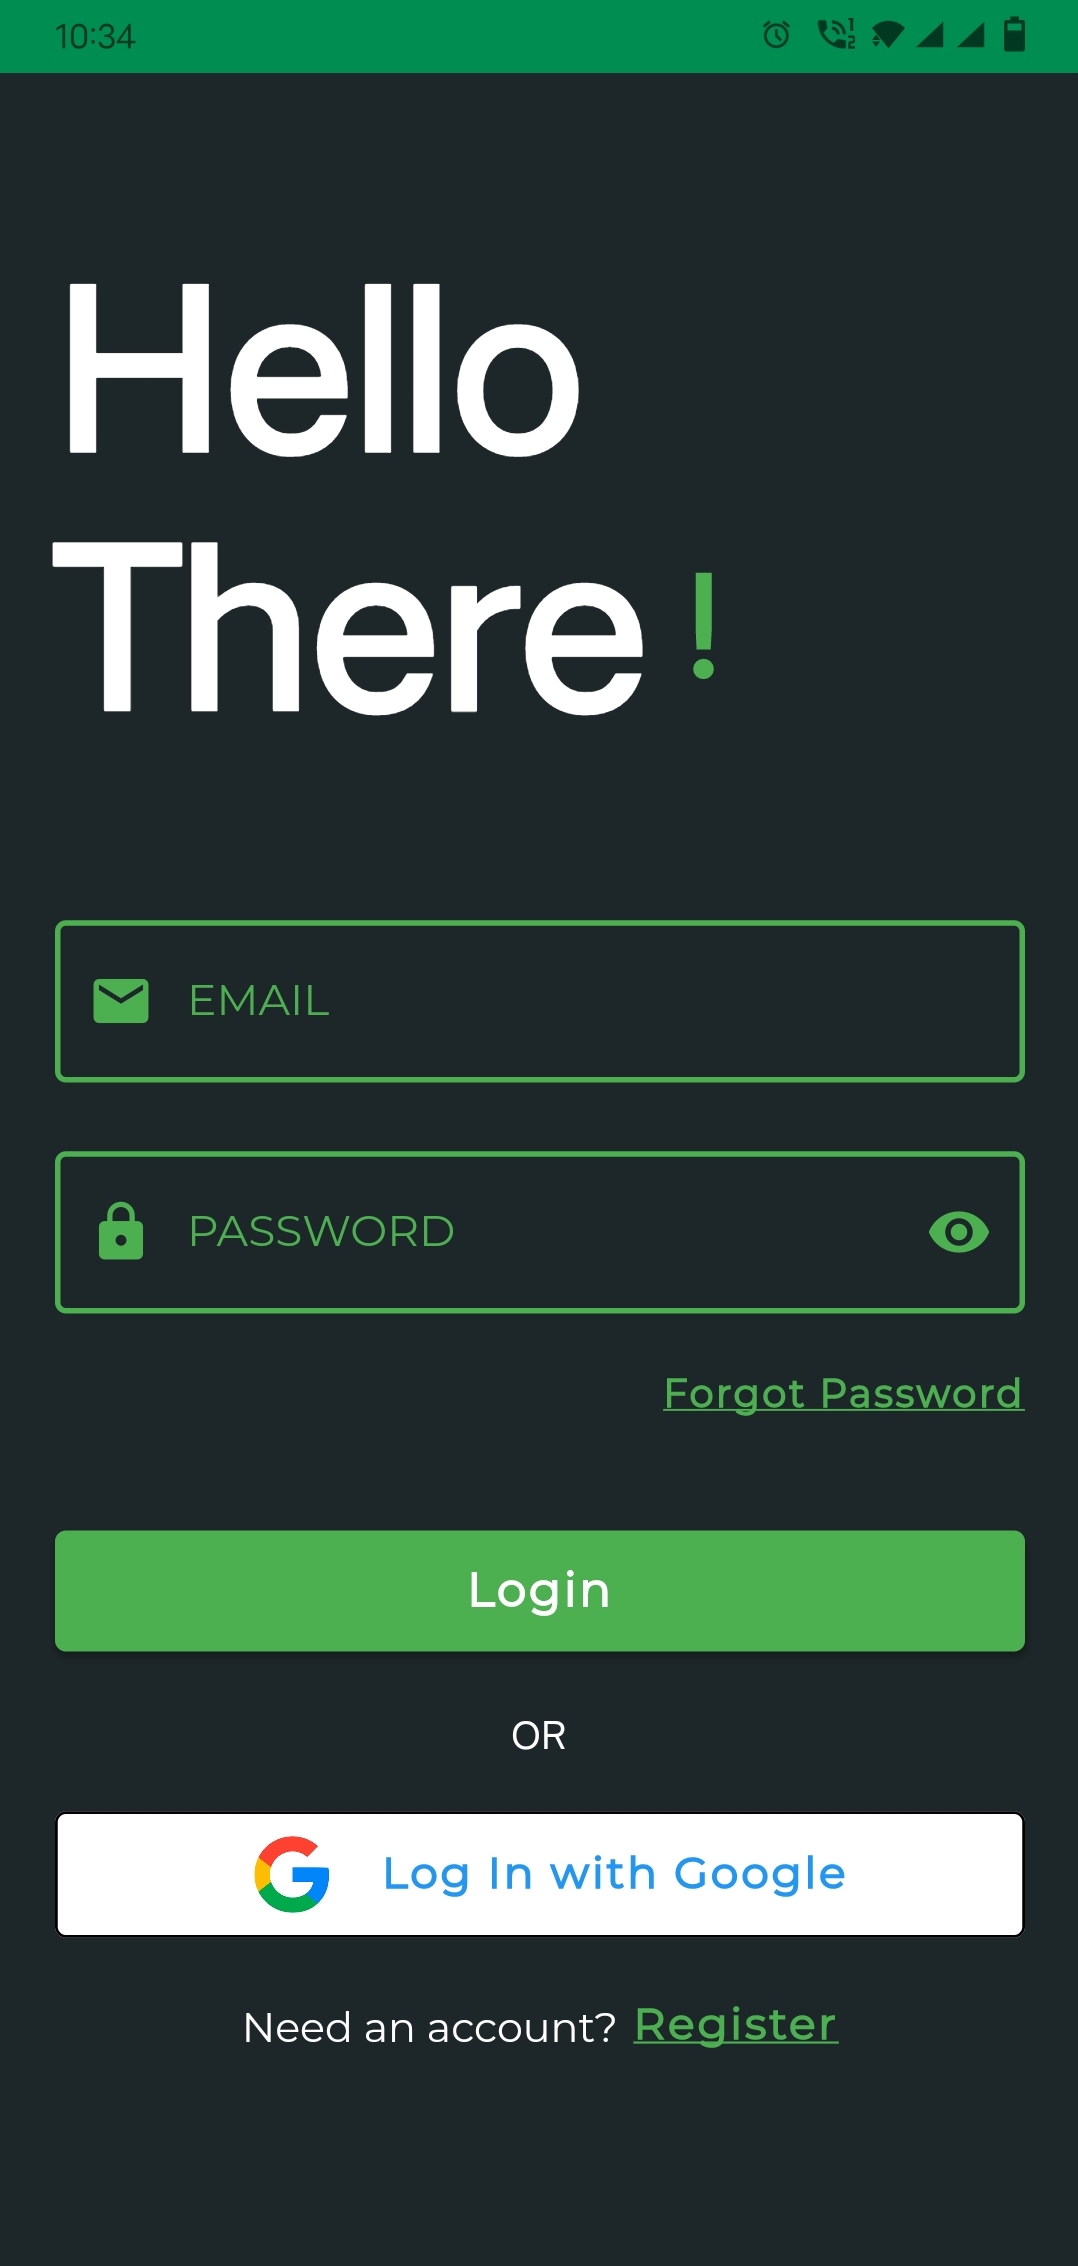 10:34
Hello
There !
EMAIL
PASSWORD
Forgot Password
Login
OR
Log In with Google
Need an account? Register